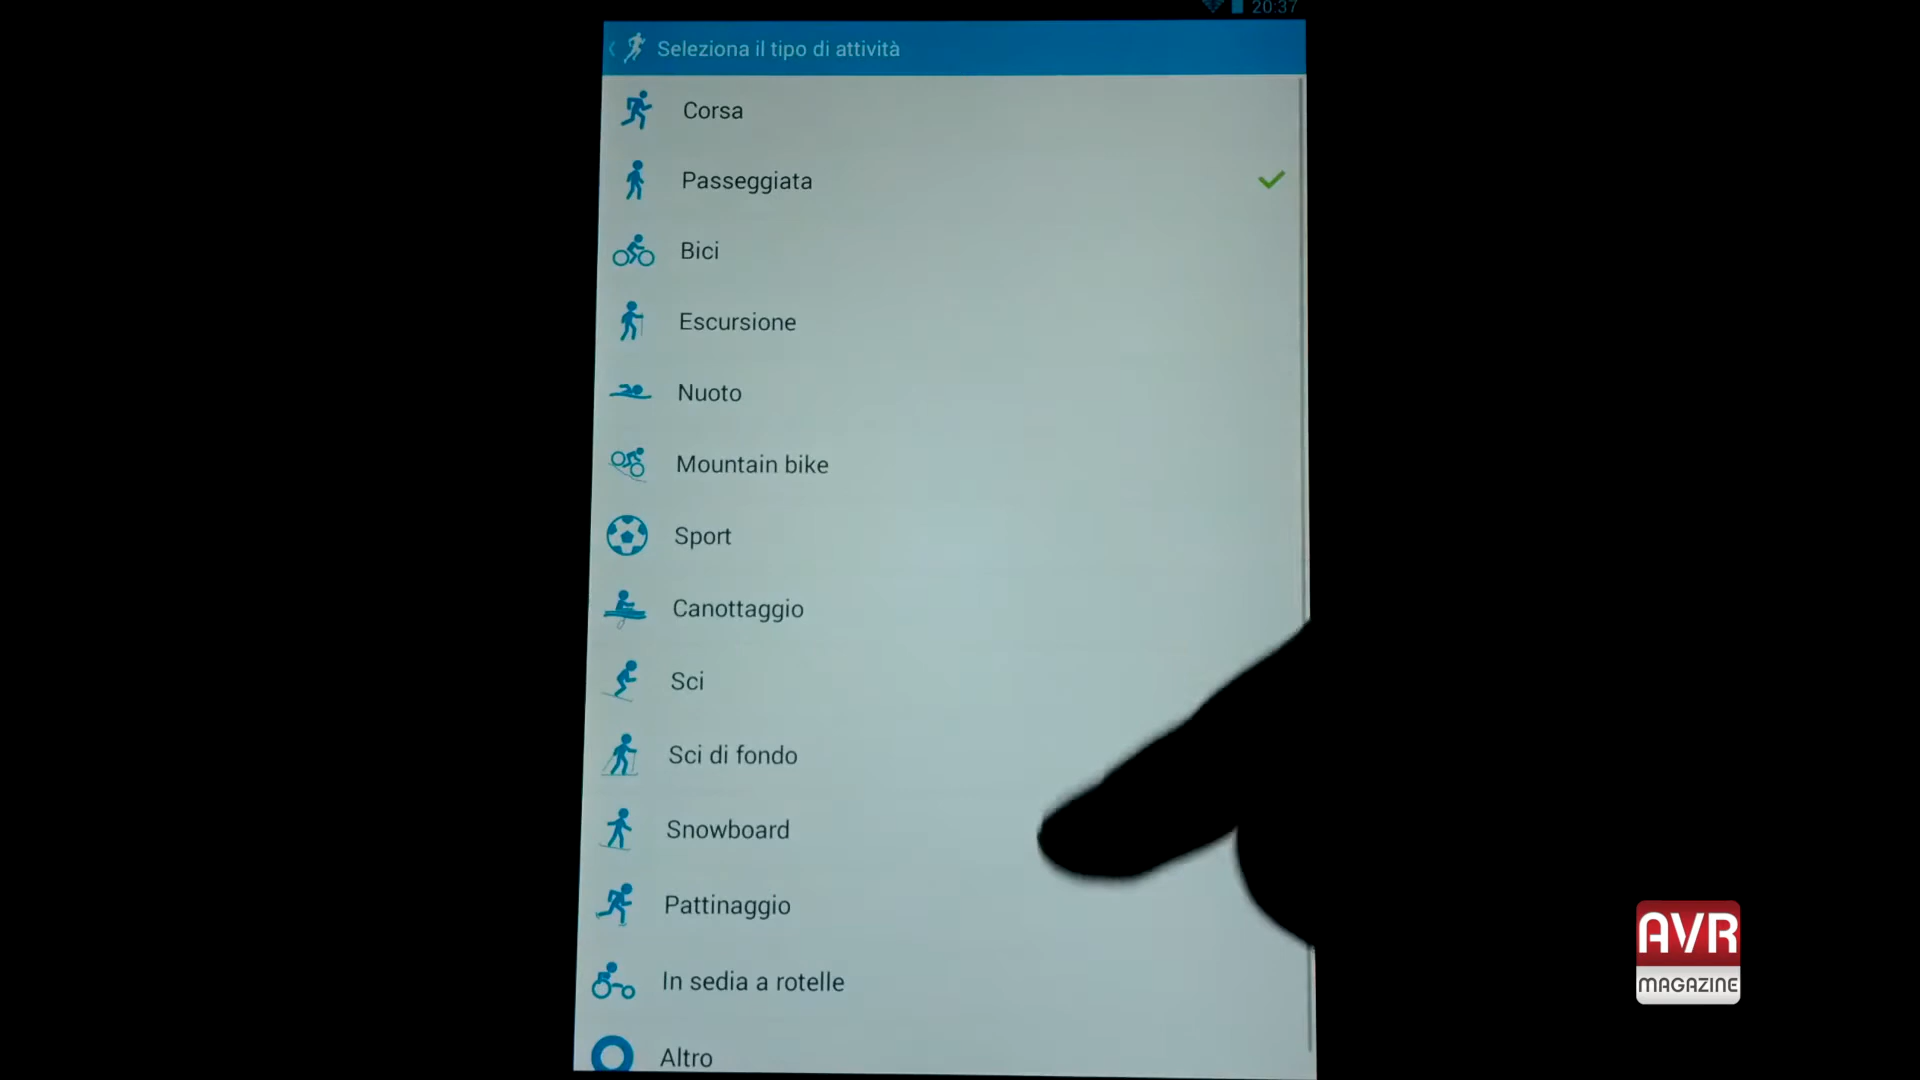 20:37
Seleziona il tipo di attività
Corsa
Passeggiata
Bici
Escursione
Nuoto
Mountain bike
Sport
Canottaggio
Sci
Sci di fondo
Snowboard
Pattinaggio
In sedia a rotelle
Altro
AVR
MAGAZINE